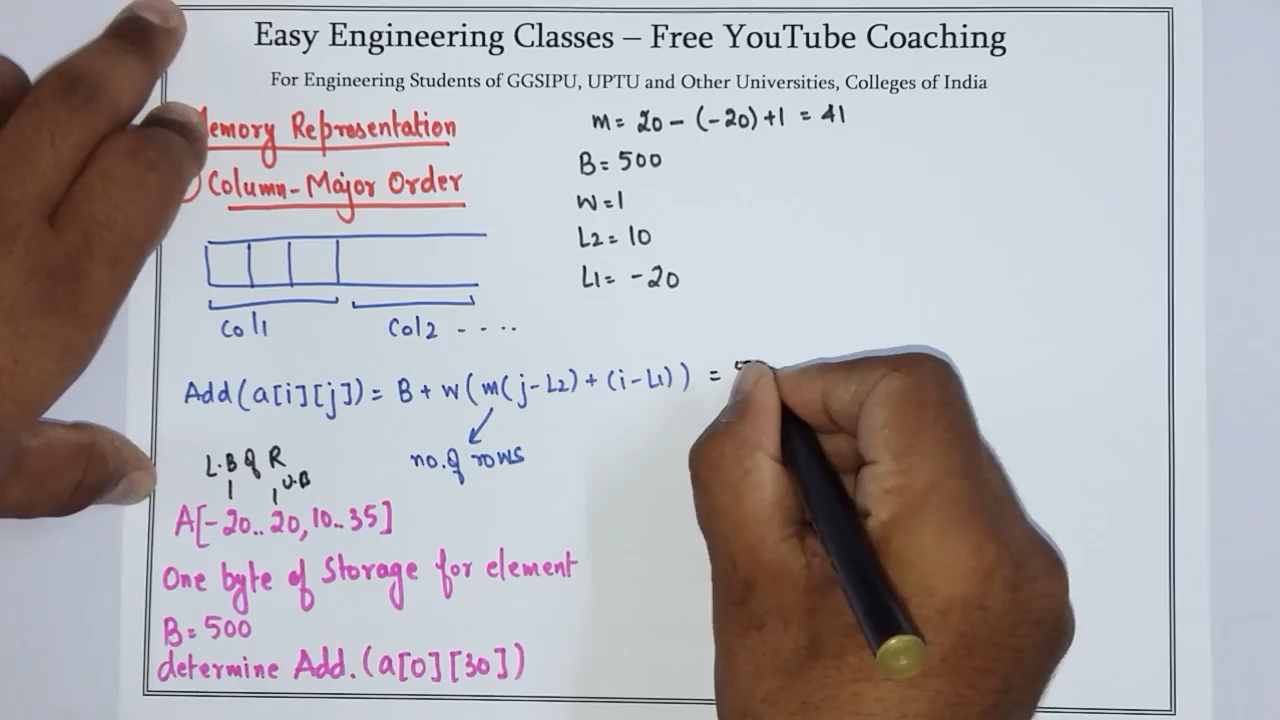 Easy Engineering Classes – Free YouTube Coaching
For Engineering Students of GGSIPU, UPTU and Other Universities, Colleges of India
emory Representation
) Column-Major Order
m = 20 - (-20) + 1 = 41
B = 500
W = 1
L2 = 10
L1 = -20
Col1 Col2 - - . . .
Add(a[i][j]) = B + w(m(j-L2) + (i-L1)) =
no. of rows
L.B of R
U.B
A[-20.. 20, 10.. 35]
One byte of Storage for element
B = 500
determine Add. (a[0][30])